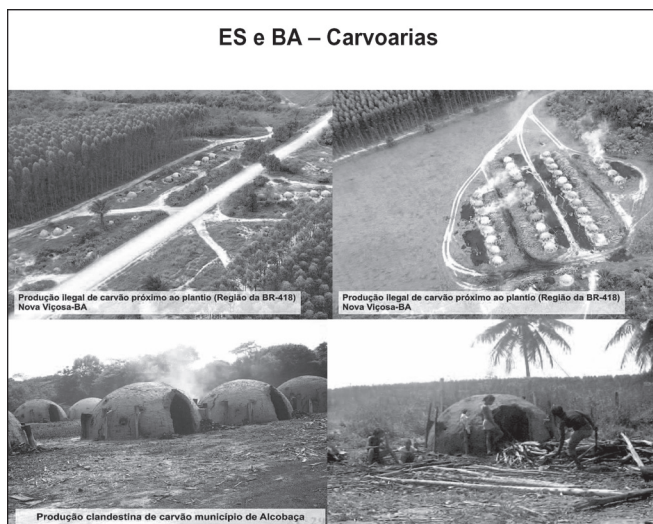 ES e BA – Carvoarias
Produção ilegal de carvão próximo ao plantio (Região da BR-418)
Nova Viçosa-BA
Produção ilegal de carvão próximo ao plantio (Região da BR-418)
Nova Viçosa-BA
Produção clandestina de carvão município de Alcobaça